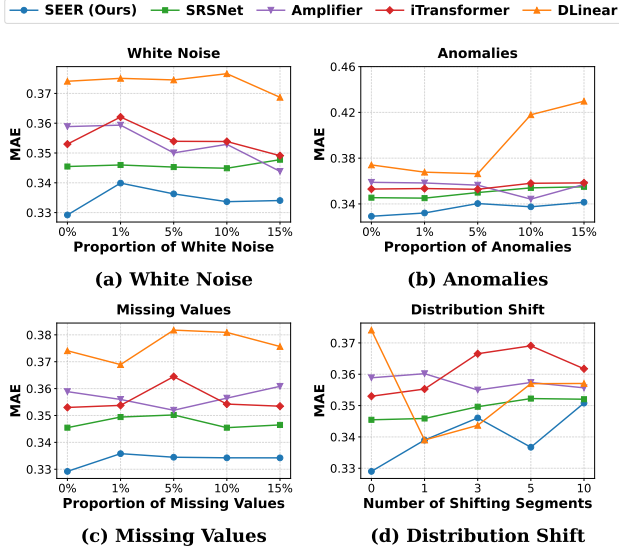 SEER (Ours) SRSNet Amplifier iTransformer DLinear
White Noise
MAE
0.37
0.36
0.35
0.34
0.33
0% 1% 5% 10% 15%
Proportion of White Noise
(a) White Noise
Anomalies
MAE
0.46
0.42
0.38
0.34
0% 1% 5% 10% 15%
Proportion of Anomalies
(b) Anomalies
Missing Values
MAE
0.38
0.37
0.36
0.35
0.34
0.33
0% 1% 5% 10% 15%
Proportion of Missing Values
(c) Missing Values
Distribution Shift
MAE
0.37
0.36
0.35
0.34
0.33
0 1 3 5 10
Number of Shifting Segments
(d) Distribution Shift